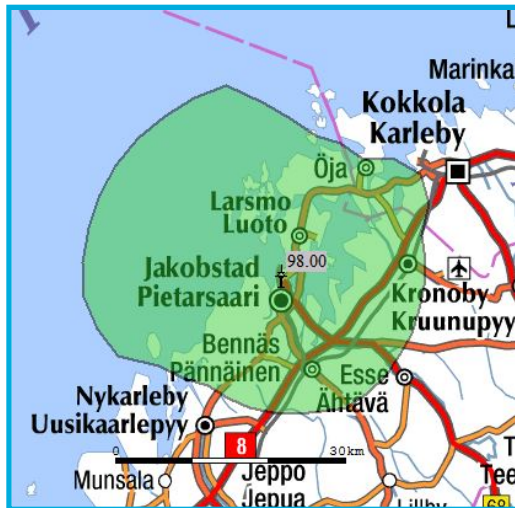 Marinka
Kokkola
Karleby
Öja
Larsmo
Luoto
98.00
Jakobstad
Pietarsaari
Kronoby
Kruunupyy
Bennäs
Pännäinen
Esse
Ähtävä
Nykarleby
Uusikaarlepyy
8
0
30km
Munsala
Jeppo
Jepua
Tee
68